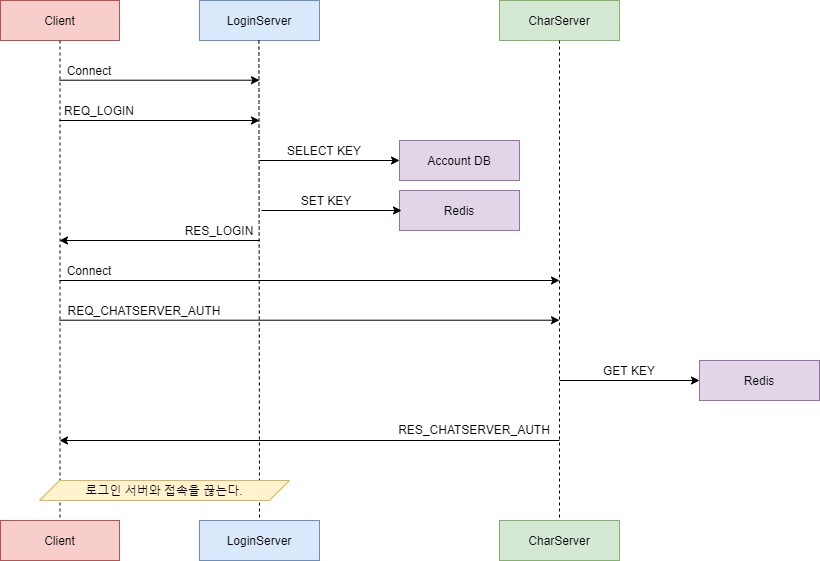 Client
LoginServer
CharServer
Connect
REQ_LOGIN
SELECT KEY
Account DB
SET KEY
Redis
RES_LOGIN
Connect
REQ_CHATSERVER_AUTH
GET KEY
Redis
RES_CHATSERVER_AUTH
로그인 서버와 접속을 끊는다.
Client
LoginServer
CharServer